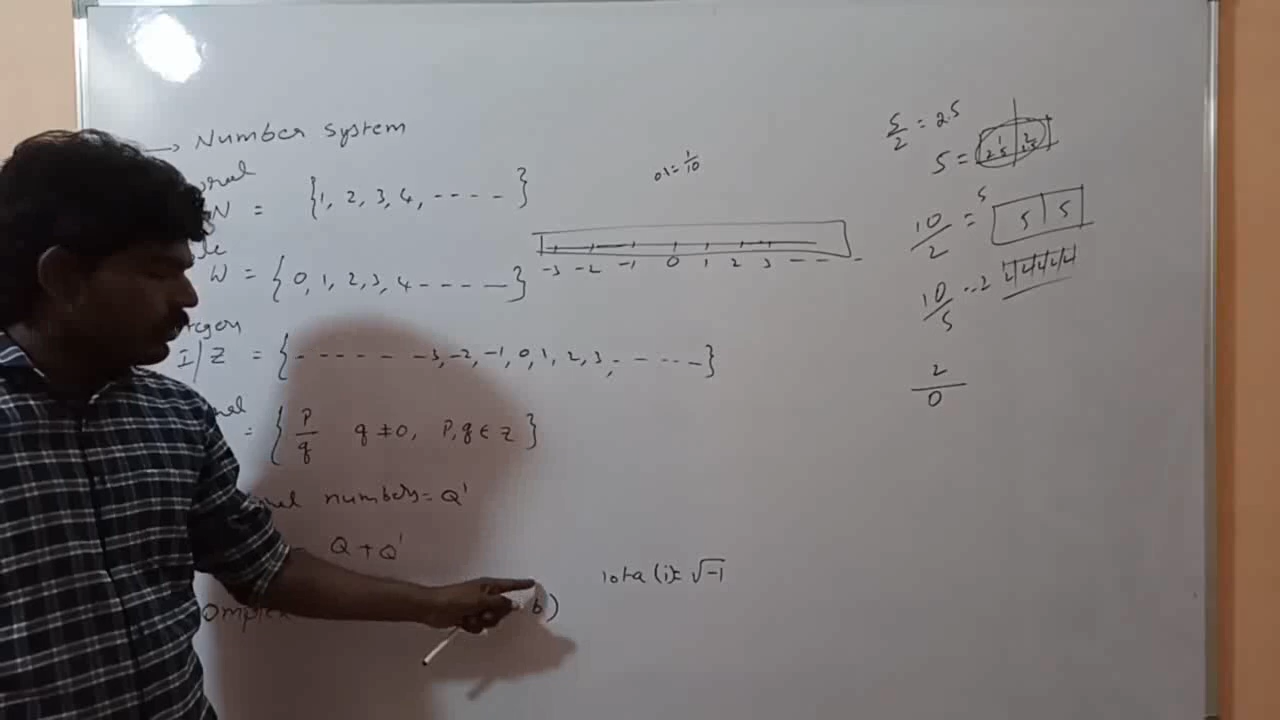 → Number system
N = {1, 2, 3, 4, - - - - }
W = {0, 1, 2, 3, 4 - - - - - }
I/Z = {- - - - - -3, -2, -1, 0, 1, 2, 3, - - - - - }
= {P/q q ≠ 0, P, q ∈ Z}
numbers = Q'
Q + Q'
b)
iota (i) = √-1
0.1 = 1/10
-3 -2 -1 0 1 2 3 - - - -
5/2 = 2.5
5 =
10/2 = 5
5 5
10/5
2/0